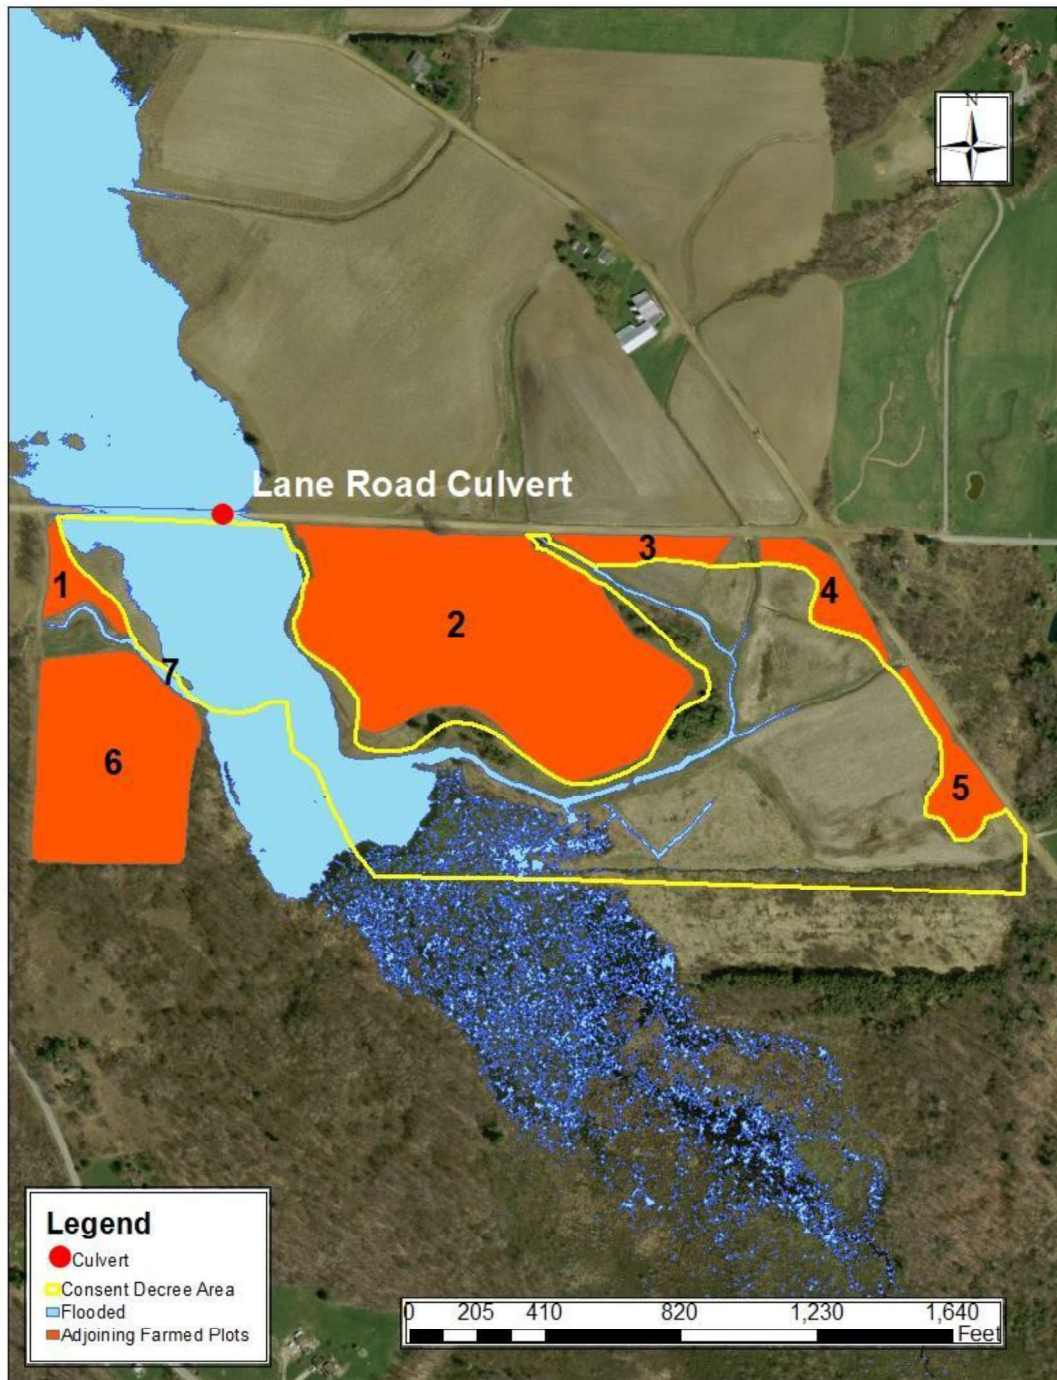 N
Lane Road Culvert
1
2
3
4
5
6
7
Legend
Culvert
Consent Decree Area
Flooded
Adjoining Farmed Plots
0 205 410 820 1,230 1,640
Feet